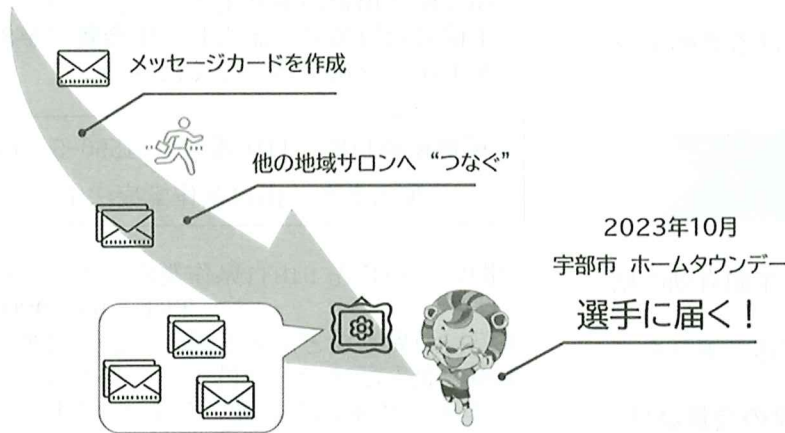 メッセージカードを作成
他の地域サロンへ “つなぐ”
2023年10月
宇部市 ホームタウンデー
選手に届く！